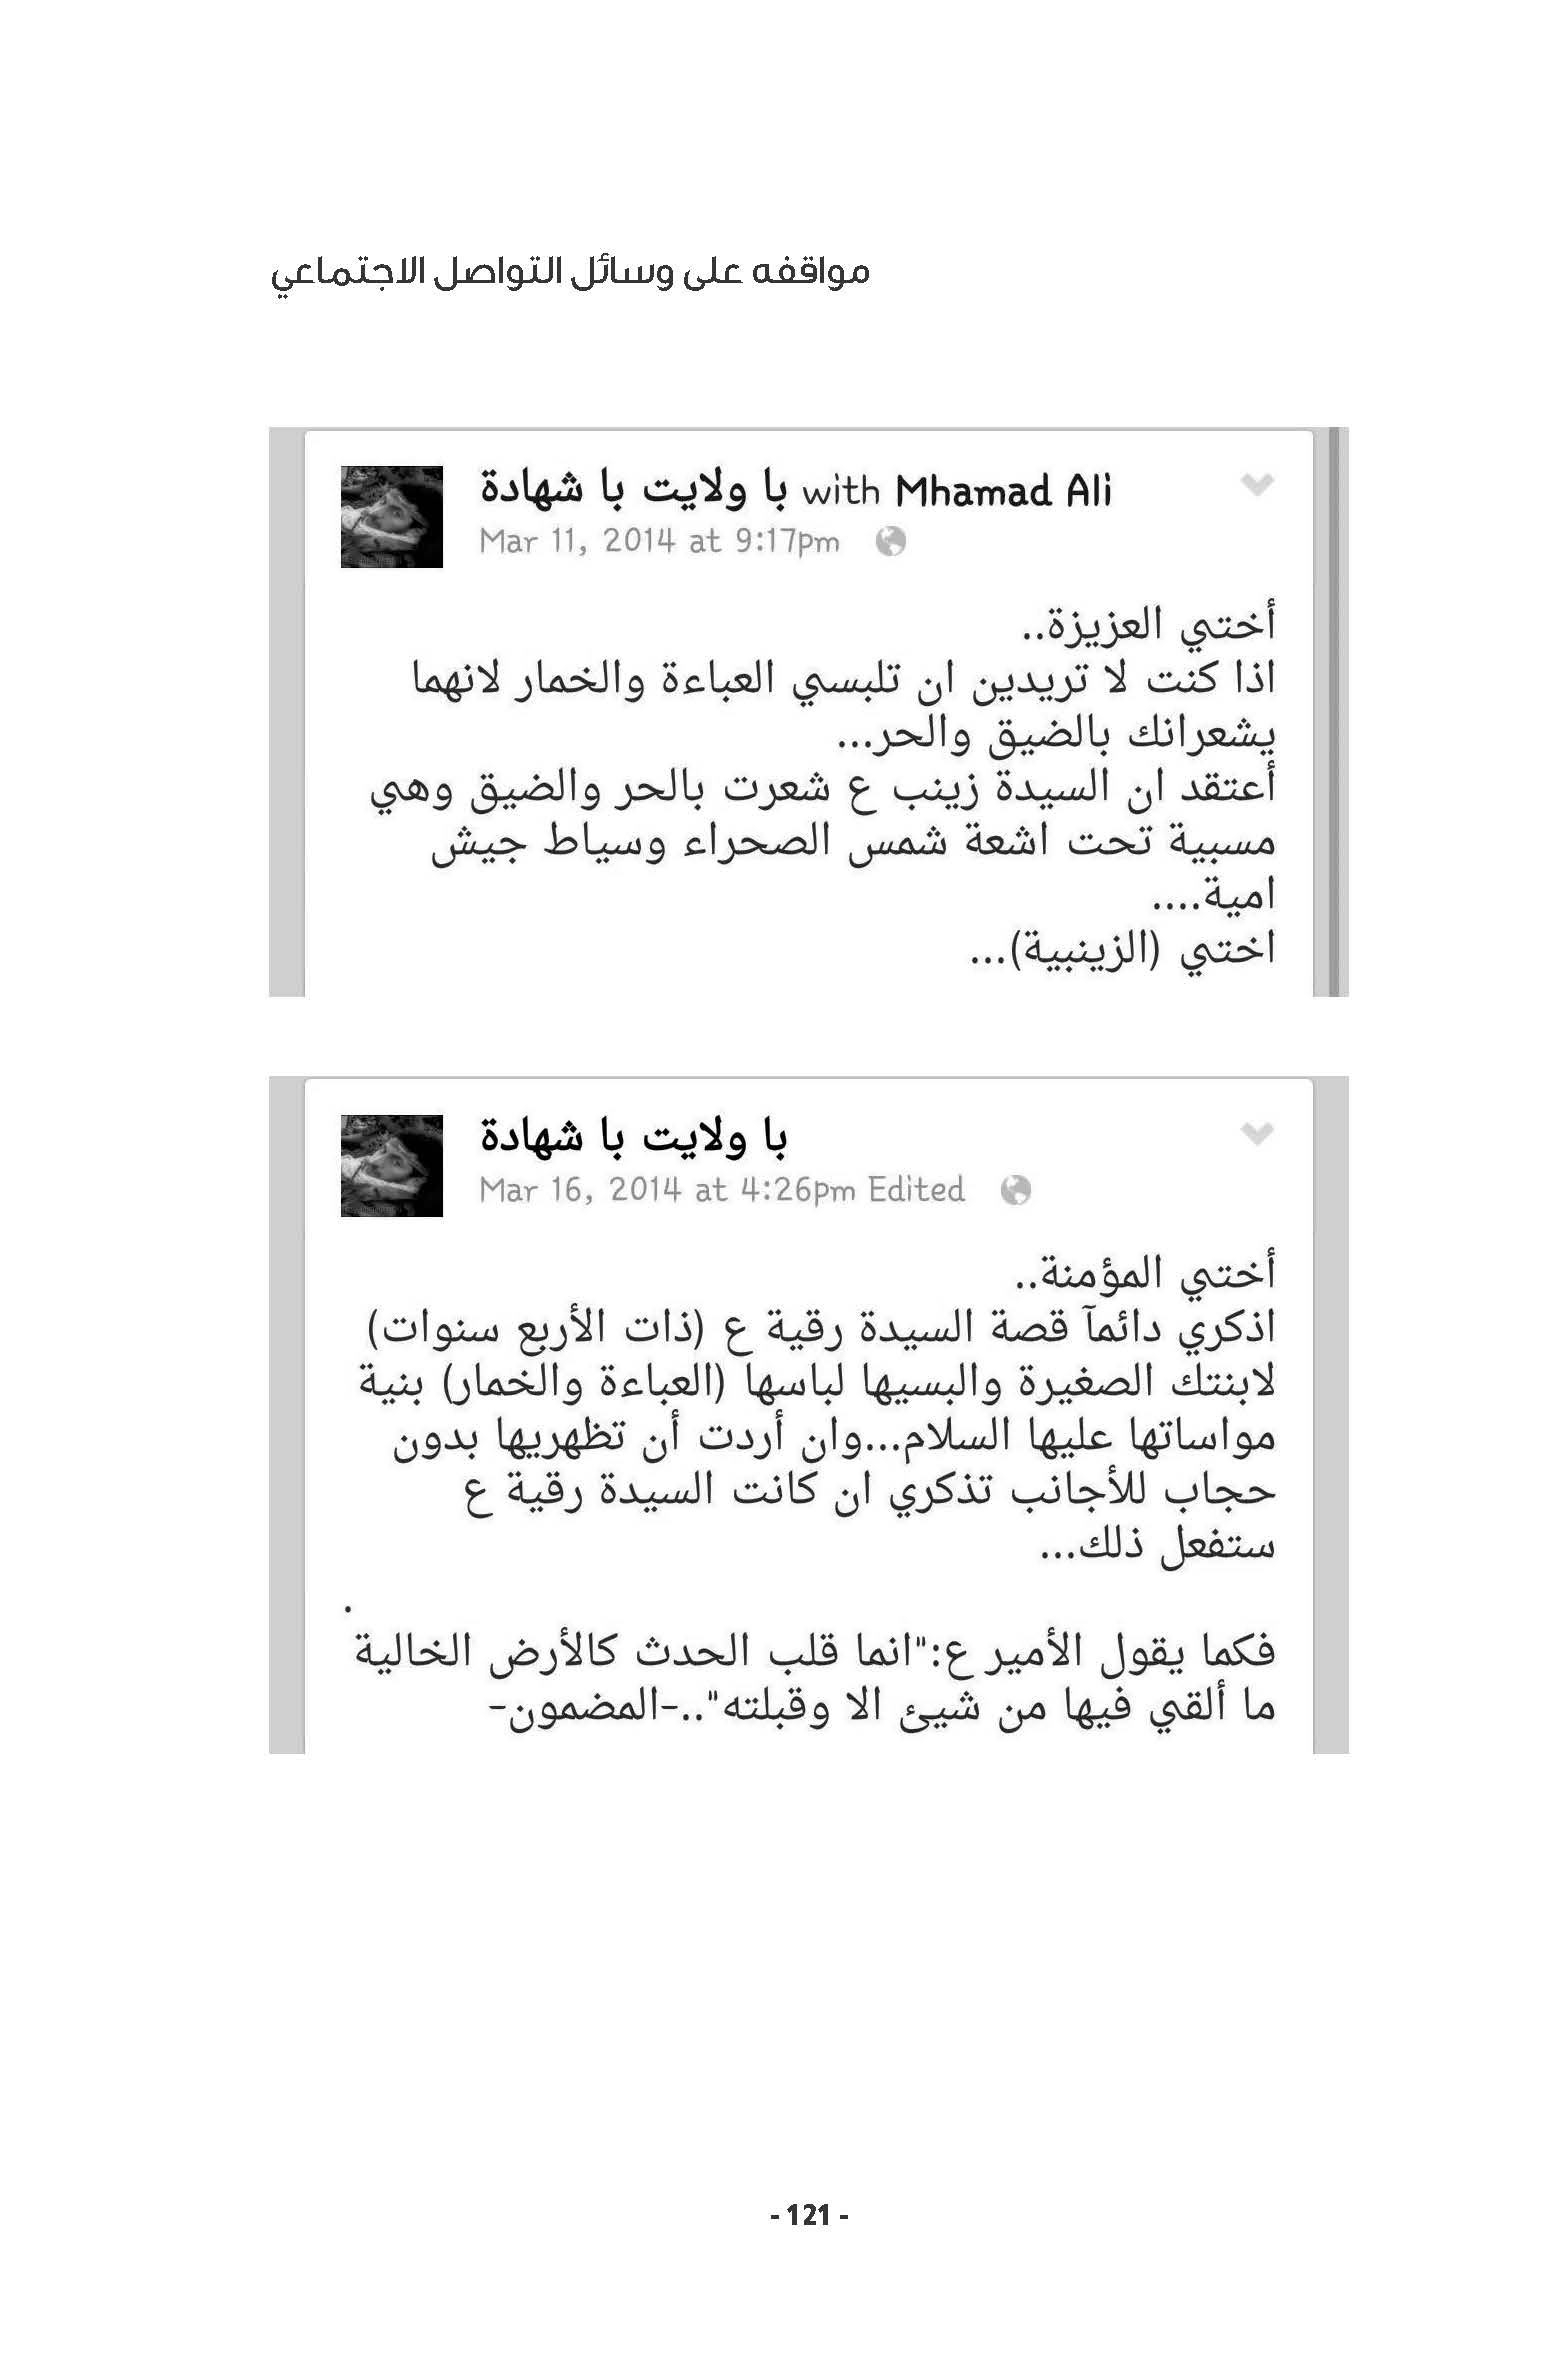 مواقفه على وسائل التواصل الاجتماعي
با ولايت با شهادة with Mhamad Ali
Mar 11, 2014 at 9:17pm
أختي العزيزة..
اذا كنت لا تريدين ان تلبسي العباءة والخمار لانهما
يشعرانك بالضيق والحر...
أعتقد ان السيدة زينب ع شعرت بالحر والضيق وهي
مسبية تحت اشعة شمس الصحراء وسياط جيش
امية....
اختي (الزينبية)...
با ولايت با شهادة
Mar 16, 2014 at 4:26pm Edited
أختي المؤمنة..
اذكري دائمآ قصة السيدة رقية ع (ذات الأربع سنوات)
لابنتك الصغيرة والبسيها لباسها (العباءة والخمار) بنية
مواساتها عليها السلام...وان أردت أن تظهريها بدون
حجاب للأجانب تذكري ان كانت السيدة رقية ع
ستفعل ذلك...
.
فكما يقول الأمير ع:"انما قلب الحدث كالأرض الخالية
ما ألقي فيها من شيئ الا وقبلته"..-المضمون-
- 121 -